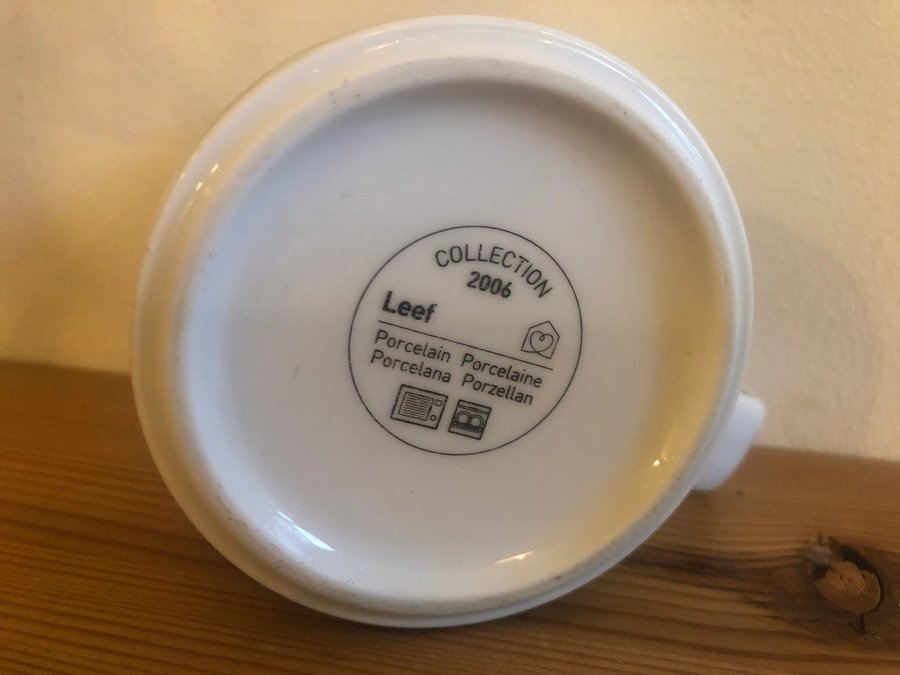 COLLECTION
2006
Leef
Porcelain Porcelaine
Porcelana Porzellan